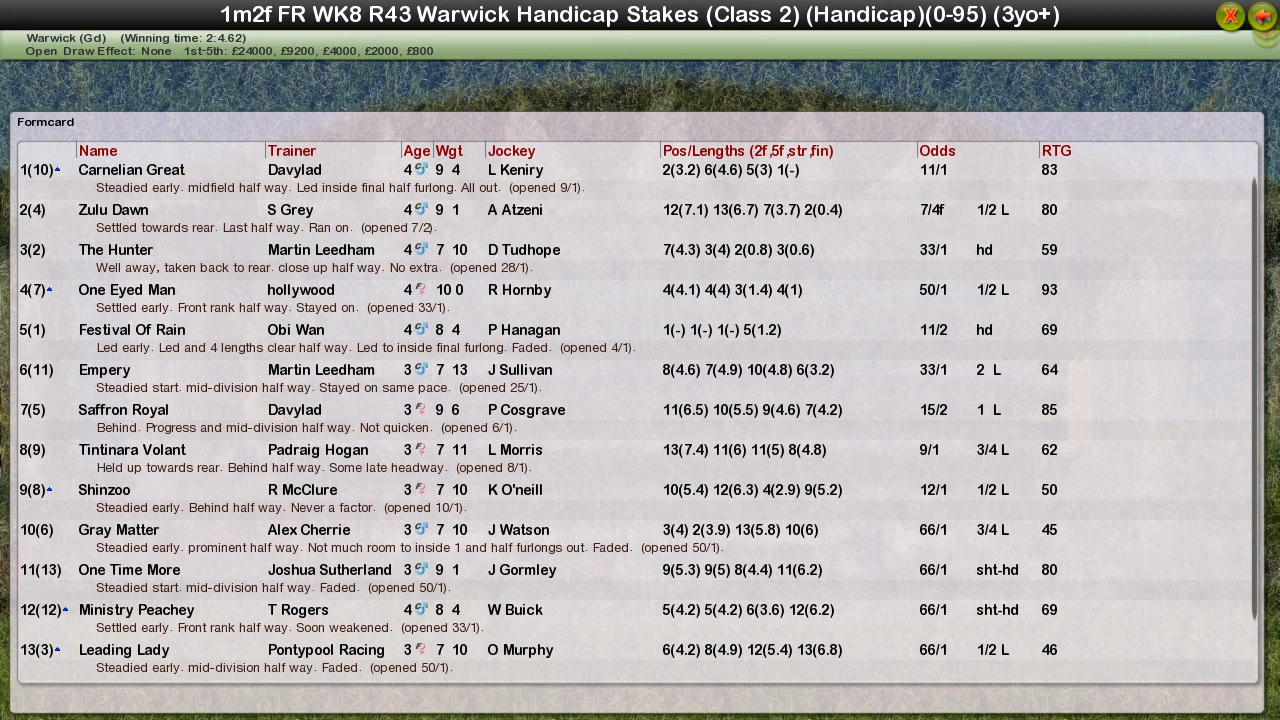 1m2f FR WK8 R43 Warwick Handicap Stakes (Class 2) (Handicap)(0-95) (3yo+)
X
Warwick (Gd) (Winning time: 2:4.62)
Open Draw Effect: None 1st-5th: £24000, £9200, £4000, £2000, £800
Formcard
Name Trainer Age Wgt Jockey Pos/Lengths (2f,5f,str,fin) Odds RTG
1(10) Carnelian Great Davylad 4 9 4 L Keniry 2(3.2) 6(4.6) 5(3) 1(-) 11/1 83
Steadied early. midfield half way. Led inside final half furlong. All out. (opened 9/1).
2(4) Zulu Dawn S Grey 4 9 1 A Atzeni 12(7.1) 13(6.7) 7(3.7) 2(0.4) 7/4f 1/2 L 80
Settled towards rear. Last half way. Ran on. (opened 7/2).
3(2) The Hunter Martin Leedham 4 7 10 D Tudhope 7(4.3) 3(4) 2(0.8) 3(0.6) 33/1 hd 59
Well away, taken back to rear. close up half way. No extra. (opened 28/1).
4(7) One Eyed Man hollywood 4 10 0 R Hornby 4(4.1) 4(4) 3(1.4) 4(1) 50/1 1/2 L 93
Settled early. Front rank half way. Stayed on. (opened 33/1).
5(1) Festival Of Rain Obi Wan 4 8 4 P Hanagan 1(-) 1(-) 1(-) 5(1.2) 11/2 hd 69
Led early. Led and 4 lengths clear half way. Led to inside final furlong. Faded. (opened 4/1).
6(11) Empery Martin Leedham 3 7 13 J Sullivan 8(4.6) 7(4.9) 10(4.8) 6(3.2) 33/1 2 L 64
Steadied start. mid-division half way. Stayed on same pace. (opened 25/1).
7(5) Saffron Royal Davylad 3 9 6 P Cosgrave 11(6.5) 10(5.5) 9(4.6) 7(4.2) 15/2 1 L 85
Behind. Progress and mid-division half way. Not quicken. (opened 6/1).
8(9) Tintinara Volant Padraig Hogan 3 7 11 L Morris 13(7.4) 11(6) 11(5) 8(4.8) 9/1 3/4 L 62
Held up towards rear. Behind half way. Some late headway. (opened 8/1).
9(8) Shinzoo R McClure 3 7 10 K O'neill 10(5.4) 12(6.3) 4(2.9) 9(5.2) 12/1 1/2 L 50
Steadied early. Behind half way. Never a factor. (opened 10/1).
10(6) Gray Matter Alex Cherrie 3 7 10 J Watson 3(4) 2(3.9) 13(5.8) 10(6) 66/1 3/4 L 45
Steadied early. prominent half way. Not much room to inside 1 and half furlongs out. Faded. (opened 50/1).
11(13) One Time More Joshua Sutherland 3 9 1 J Gormley 9(5.3) 9(5) 8(4.4) 11(6.2) 66/1 sht-hd 80
Steadied start. mid-division half way. Faded. (opened 50/1).
12(12) Ministry Peachey T Rogers 4 8 4 W Buick 5(4.2) 5(4.2) 6(3.6) 12(6.2) 66/1 sht-hd 69
Settled early. Front rank half way. Soon weakened. (opened 33/1).
13(3) Leading Lady Pontypool Racing 3 7 10 O Murphy 6(4.2) 8(4.9) 12(5.4) 13(6.8) 66/1 1/2 L 46
Steadied early. mid-division half way. Faded. (opened 50/1).